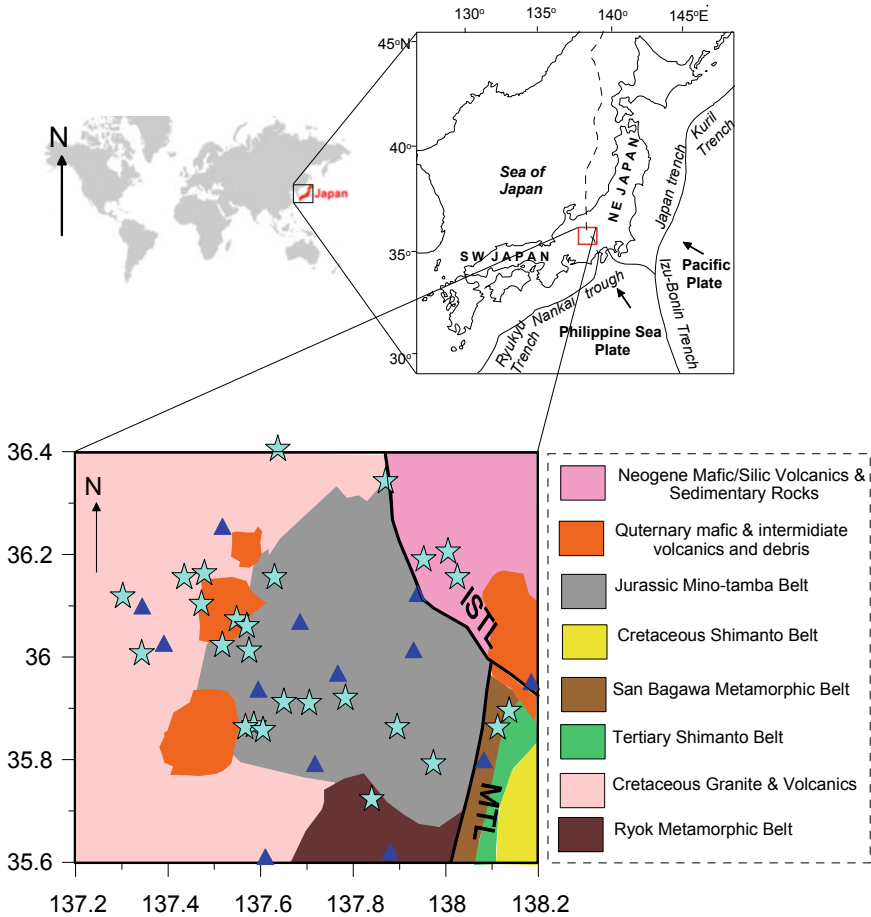 130° 135° 140° 145°E
45°N
40°
35°
30°
N
Japan
Sea of
Japan
NE JAPAN
SW JAPAN
Kuril
Trench
Japan trench
Izu-Bonin Trench
Pacific
Plate
Nankai trough
Ryukyu
Trench
Philippine Sea
Plate
36.4
36.2
36
35.8
35.6
N
ISTL
MTL
137.2 137.4 137.6 137.8 138 138.2
Neogene Mafic/Silic Volcanics &
Sedimentary Rocks
Quternary mafic & intermidiate
volcanics and debris
Jurassic Mino-tamba Belt
Cretaceous Shimanto Belt
San Bagawa Metamorphic Belt
Tertiary Shimanto Belt
Cretaceous Granite & Volcanics
Ryok Metamorphic Belt